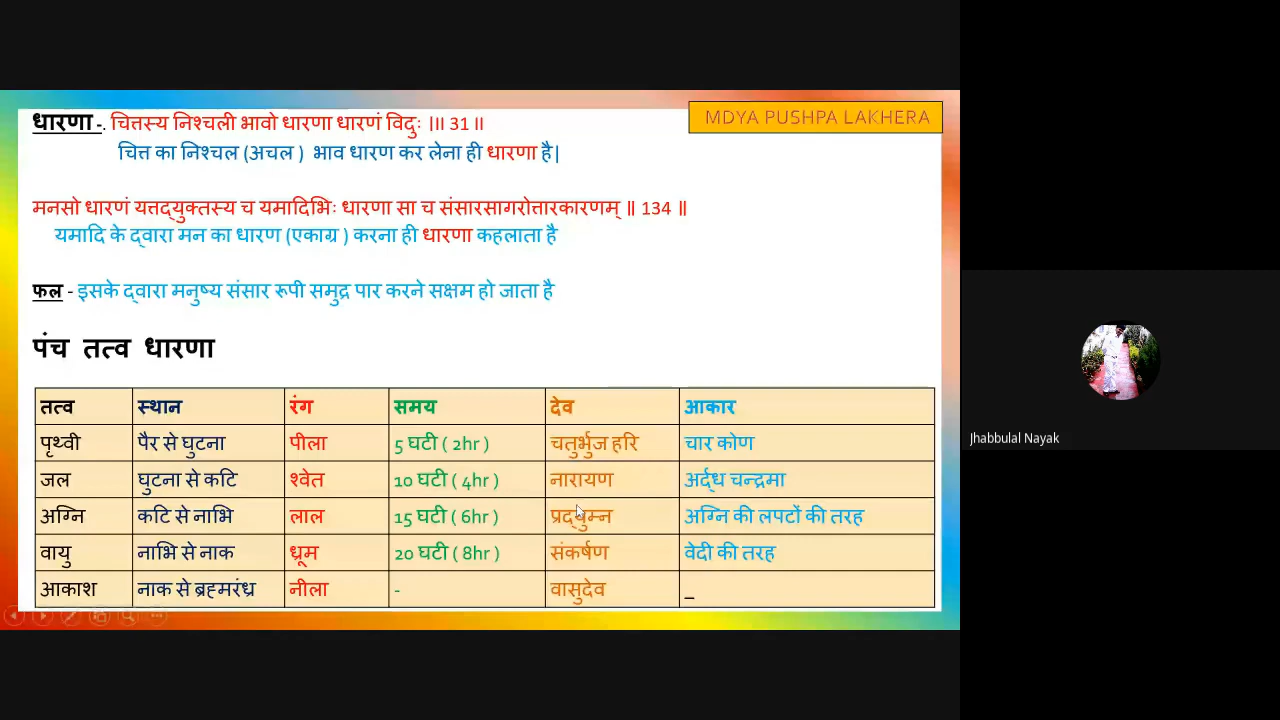 MDYA PUSHPA LAKHERA
धारणा -. चित्तस्य निश्चली भावो धारणा धारणं विदुः ।॥ 31॥
चित्त का निश्चल (अचल ) भाव धारण कर लेना ही धारणा है|
मनसो धारणं यत्तद्युक्तस्य च यमादिभिः धारणा सा च संसारसागरोत्तारकारणम् ॥ 134 ॥
यमादि के द्वारा मन का धारण (एकाग्र ) करना ही धारणा कहलाता है
फल - इसके द्वारा मनुष्य संसार रूपी समुद्र पार करने सक्षम हो जाता है
पंच तत्व धारणा
तत्व स्थान रंग समय देव आकार
पृथ्वी पैर से घुटना पीला 5 घटी ( 2hr ) चतुर्भुज हरि चार कोण
जल घुटना से कटि श्वेत 10 घटी ( 4hr ) नारायण अर्द्ध चन्द्रमा
अग्नि कटि से नाभि लाल 15 घटी ( 6hr ) प्रद्युम्न अग्नि की लपटों की तरह
वायु नाभि से नाक ध्रूम 20 घटी ( 8hr ) संकर्षण वेदी की तरह
आकाश नाक से ब्रह्मरंध्र नीला - वासुदेव _
Jhabbulal Nayak